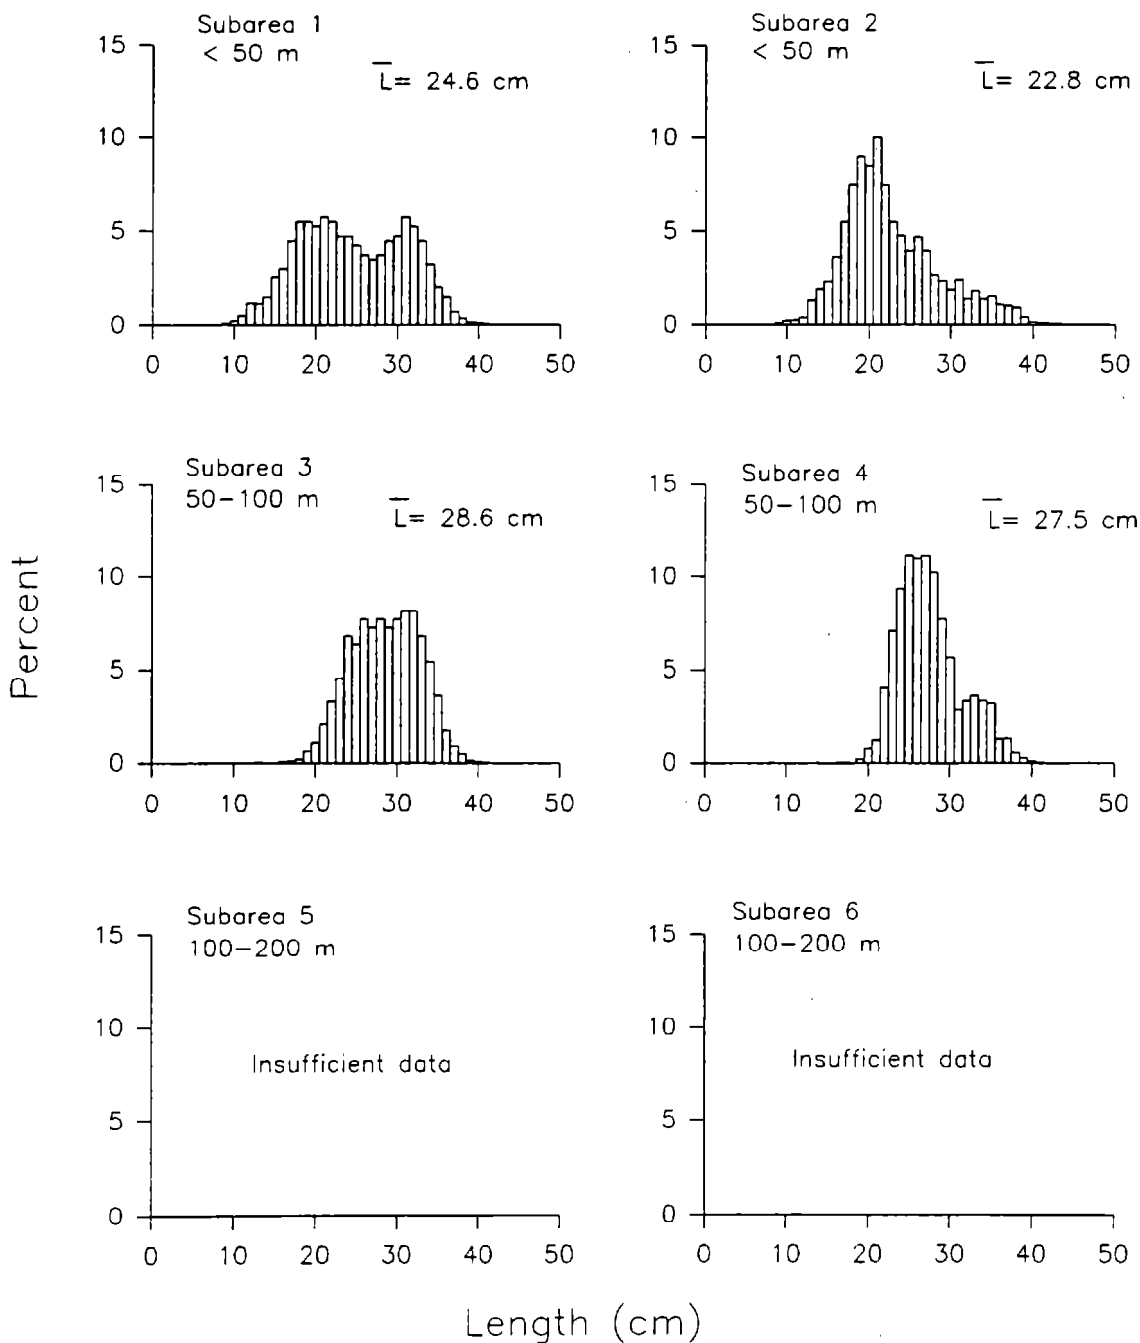 Subarea 1
< 50 m
L= 24.6 cm
15
10
5
0
0 10 20 30 40 50
Subarea 2
< 50 m
L= 22.8 cm
15
10
5
0
0 10 20 30 40 50
Subarea 3
50-100 m
L= 28.6 cm
15
10
5
0
0 10 20 30 40 50
Subarea 4
50-100 m
L= 27.5 cm
15
10
5
0
0 10 20 30 40 50
Percent
Subarea 5
100-200 m
Insufficient data
15
10
5
0
0 10 20 30 40 50
Subarea 6
100-200 m
Insufficient data
15
10
5
0
0 10 20 30 40 50
Length (cm)